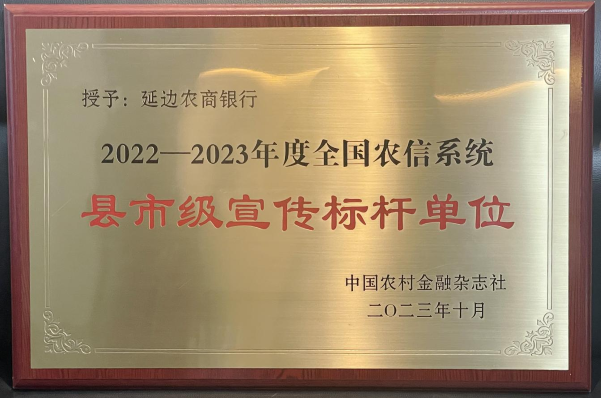 授予：延边农商银行
2022—2023年度全国农信系统
县市级宣传标杆单位
中国农村金融杂志社
二〇二三年十月